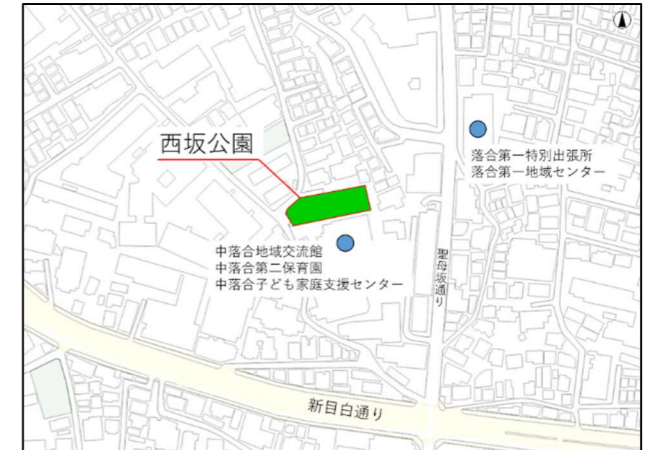 西坂公園
落合第一特別出張所
落合第一地域センター
中落合地域交流館
中落合第二保育園
中落合子ども家庭支援センター
聖母坂通り
新目白通り